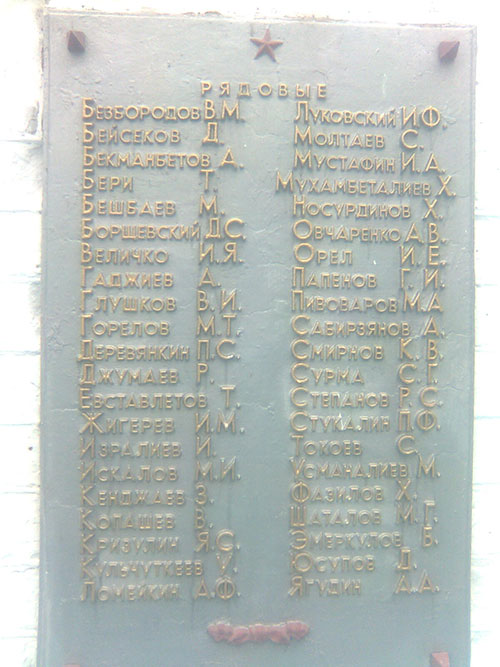 РЯДОВЫЕ
БЕЗБОРОДОВ В.М.
БЕЙСЕКОВ Д.
БЕКМАНБЕТОВ А.
БЕРИ Т.
БЕШБАЕВ М.
БОРЩЕВСКИЙ Д.С.
ВЕЛИЧКО И.Я.
ГАДЖИЕВ А.
ГЛУШКОВ В.И.
ГОРЕЛОВ М.Т.
ДЕРЕВЯНКИН П.С.
ДЖУМАЕВ Р.
ЕВСТАВЛЕТОВ Т.
ЖИГЕРЕВ И.М.
ИЗРАЛИЕВ И.
ИСКАЛОВ М.И.
КЕНДЖАЕВ З.
КОПАШЕВ В.
КРИЗУЛИН Я.С.
КУЛЬЧУТКЕЕВ У.
ЛОМЕЙКИН А.Ф.
ЛУКОВСКИЙ И.Ф.
МОЛТАЕВ С.
МУСТАФИН И.А.
МУХАМБЕТАЛИЕВ Х.
НОСУРДИНОВ Х.
ОВЧАРЕНКО А.В.
ОРЕЛ И.Е.
ПАПЕНОВ Г.И.
ПИВОВАРОВ М.А
САБИРЗЯНОВ А.
СМИРНОВ К.В.
СУРМА С.Г.
СТЕПАНОВ Р.С.
СТУКАЛИН П.Ф.
ТОКОЕВ С.
УСМАНАЛИЕВ М.
ФАЗИЛОВ Х.
ШАТАЛОВ М.Г.
ЭМЕРКУЛОВ Б.
ЮСУПОВ Д.
ЯГУДИН А.А.